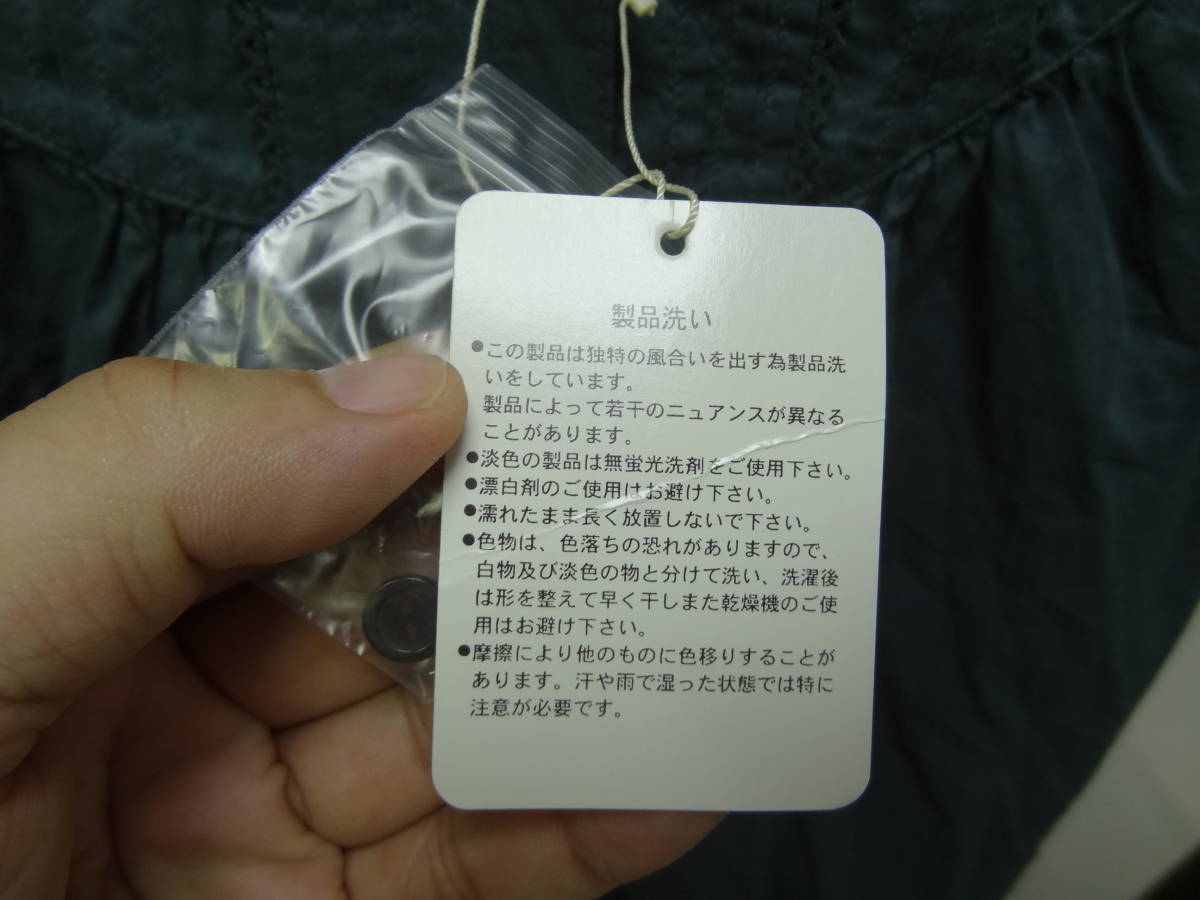 製品洗い
●この製品は独特の風合いを出す為製品洗
いをしています。
製品によって若干のニュアンスが異なる
ことがあります。
●淡色の製品は無蛍光洗剤をご使用下さい。
●漂白剤のご使用はお避け下さい。
●濡れたまま長く放置しないで下さい。
●色物は、色落ちの恐れがありますので、
白物及び淡色の物と分けて洗い、洗濯後
は形を整えて早く干しまた乾燥機のご使
用はお避け下さい。
●摩擦により他のものに色移りすることが
あります。汗や雨で湿った状態では特に
注意が必要です。